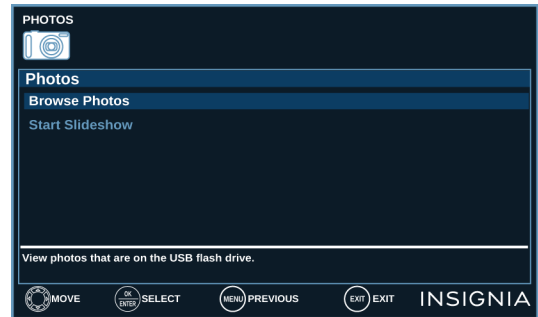 PHOTOS
Photos
Browse Photos
Start Slideshow
View photos that are on the USB flash drive.
MOVE
OK
ENTER
SELECT
MENU
PREVIOUS
EXIT
EXIT
INSIGNIA